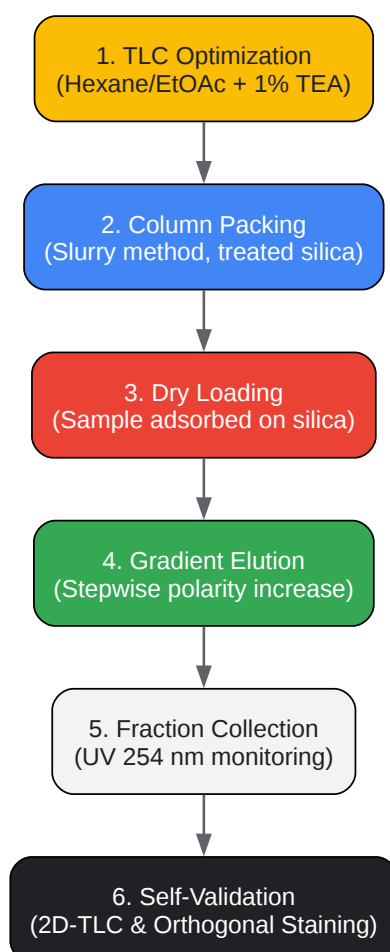 1. TLC Optimization
(Hexane/EtOAc + 1% TEA)
2. Column Packing
(Slurry method, treated silica)
3. Dry Loading
(Sample adsorbed on silica)
4. Gradient Elution
(Stepwise polarity increase)
5. Fraction Collection
(UV 254 nm monitoring)
6. Self-Validation
(2D-TLC & Orthogonal Staining)